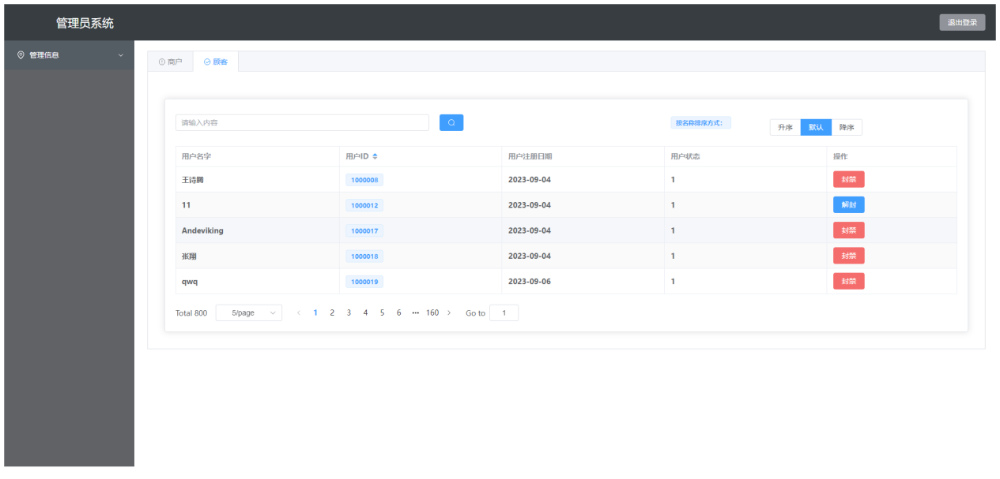 管理员系统
退出登录
管理信息
商户 顾客
请输入内容
按名称排序方式:
升序 默认 降序
用户名字 用户ID 用户注册日期 用户状态 操作
王诗腾 1000008 2023-09-04 1 封禁
11 1000012 2023-09-04 1 解封
Andeviking 1000017 2023-09-04 1 封禁
张翔 1000018 2023-09-04 1 封禁
qwq 1000019 2023-09-06 1 封禁
Total 800 5/page 1 2 3 4 5 6 ••• 160 Go to 1